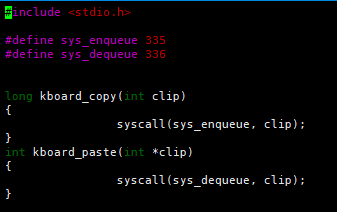 #include <stdio.h>
#define sys_enqueue 335
#define sys_dequeue 336
long kboard_copy(int clip)
{
syscall(sys_enqueue, clip);
}
int kboard_paste(int *clip)
{
syscall(sys_dequeue, clip);
}